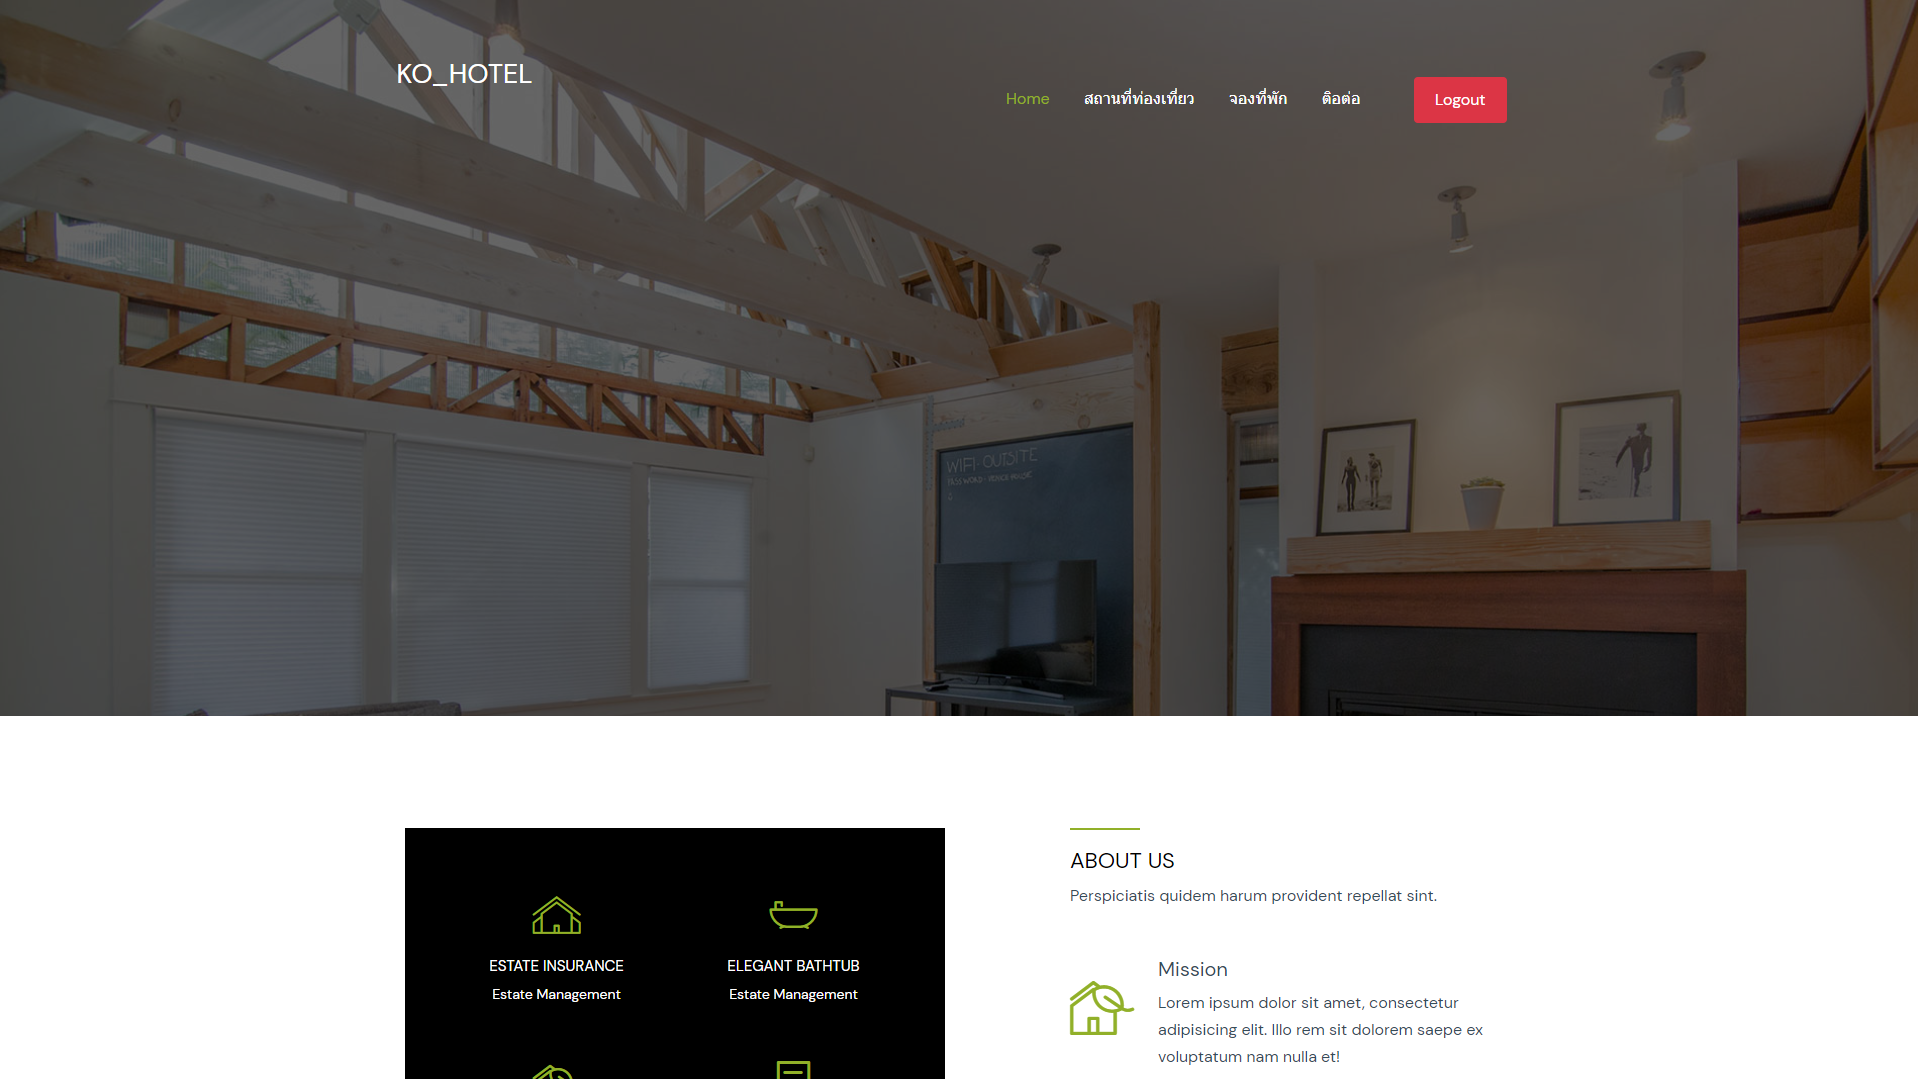 KO_HOTEL
Home สถานที่ท่องเที่ยว จองที่พัก ติอต่อ Logout
WIFI - OUTSITE
ABOUT US
Perspiciatis quidem harum provident repellat sint.
ESTATE INSURANCE
Estate Management
ELEGANT BATHTUB
Estate Management
Mission
Lorem ipsum dolor sit amet, consectetur
adipisicing elit. Illo rem sit dolorem saepe ex
voluptatum nam nulla et!